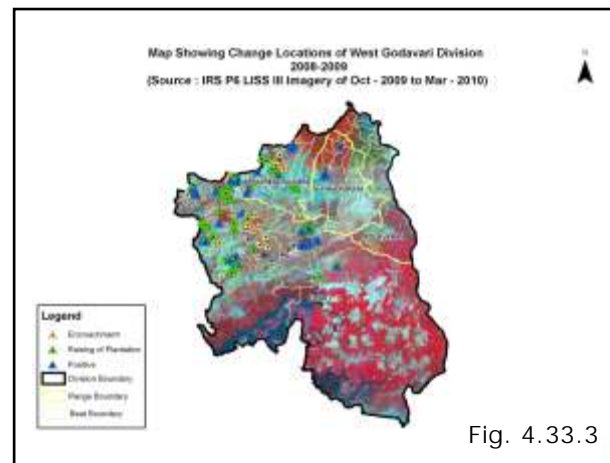 Map Showing Change Locations of West Godavari Division
2008-2009
(Source : IRS P6 LISS III Imagery of Oct - 2009 to Mar - 2010)
N
Legend
Encroachment
Raising of Plantation
Positive
Division Boundary
Range Boundary
Beat Boundary
Fig. 4.33.3